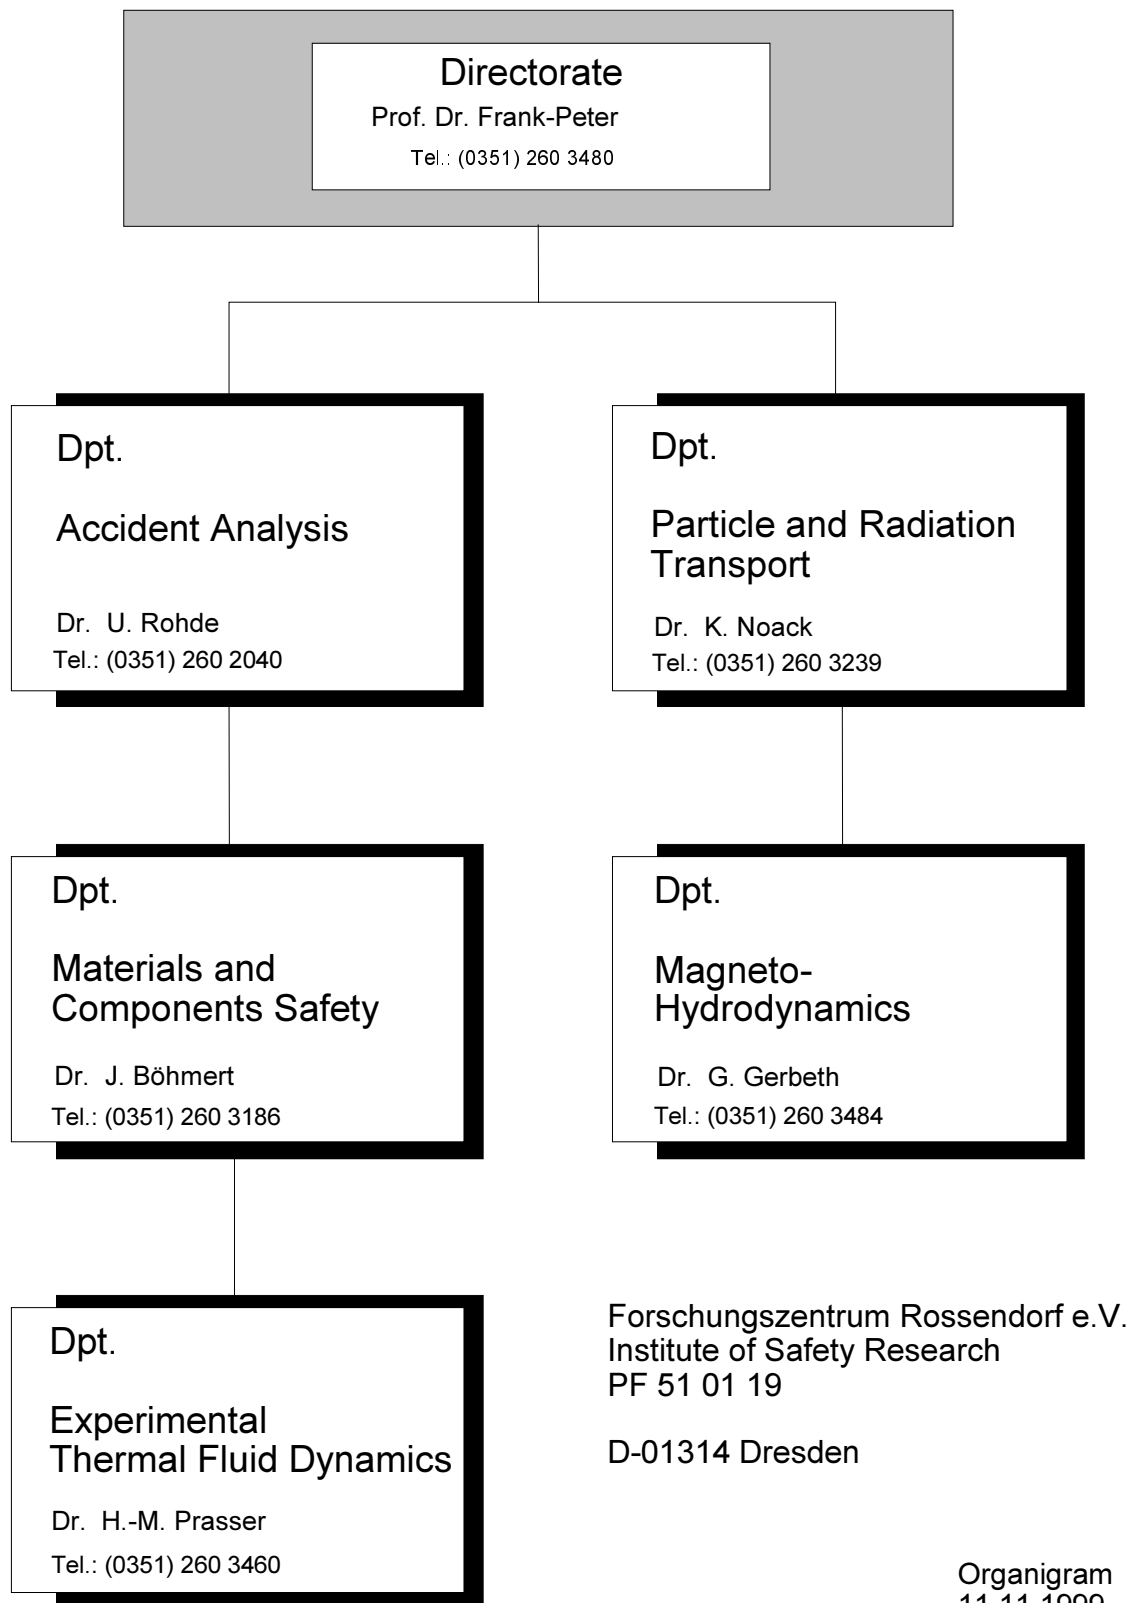 Directorate
Prof. Dr. Frank-Peter
Tel.: (0351) 260 3480
Dpt.
Accident Analysis
Dr. U. Rohde
Tel.: (0351) 260 2040
Dpt.
Particle and Radiation
Transport
Dr. K. Noack
Tel.: (0351) 260 3239
Dpt.
Materials and
Components Safety
Dr. J. Böhmert
Tel.: (0351) 260 3186
Dpt.
Magneto-
Hydrodynamics
Dr. G. Gerbeth
Tel.: (0351) 260 3484
Dpt.
Experimental
Thermal Fluid Dynamics
Dr. H.-M. Prasser
Tel.: (0351) 260 3460
Forschungszentrum Rossendorf e.V.
Institute of Safety Research
PF 51 01 19
D-01314 Dresden
Organigram
11.11.1999